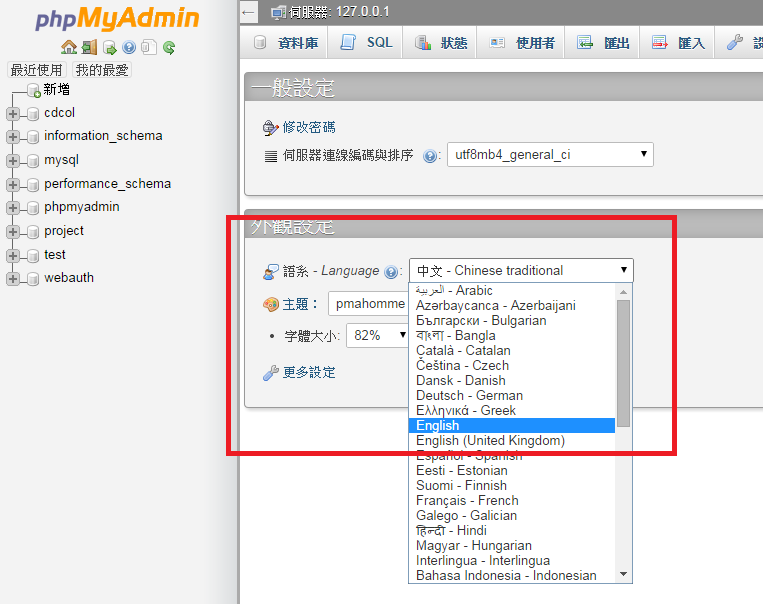 phpMyAdmin
最近使用 我的最愛
新增
cdcol
information_schema
mysql
performance_schema
phpmyadmin
project
test
webauth
伺服器: 127.0.0.1
資料庫 SQL 狀態 使用者 匯出 匯入
一般設定
修改密碼
伺服器連線編碼與排序 : utf8mb4_general_ci
外觀設定
語系 - Language : 中文 - Chinese traditional
主題： pmahomme
字體大小: 82%
更多設定
العربية - Arabic
Azərbaycanca - Azerbaijani
Български - Bulgarian
বাংলা - Bangla
Català - Catalan
Čeština - Czech
Dansk - Danish
Deutsch - German
Ελληνικά - Greek
English
English (United Kingdom)
Español - Spanish
Eesti - Estonian
Suomi - Finnish
Français - French
Galego - Galician
हिन्दी - Hindi
Magyar - Hungarian
Interlingua - Interlingua
Bahasa Indonesia - Indonesian